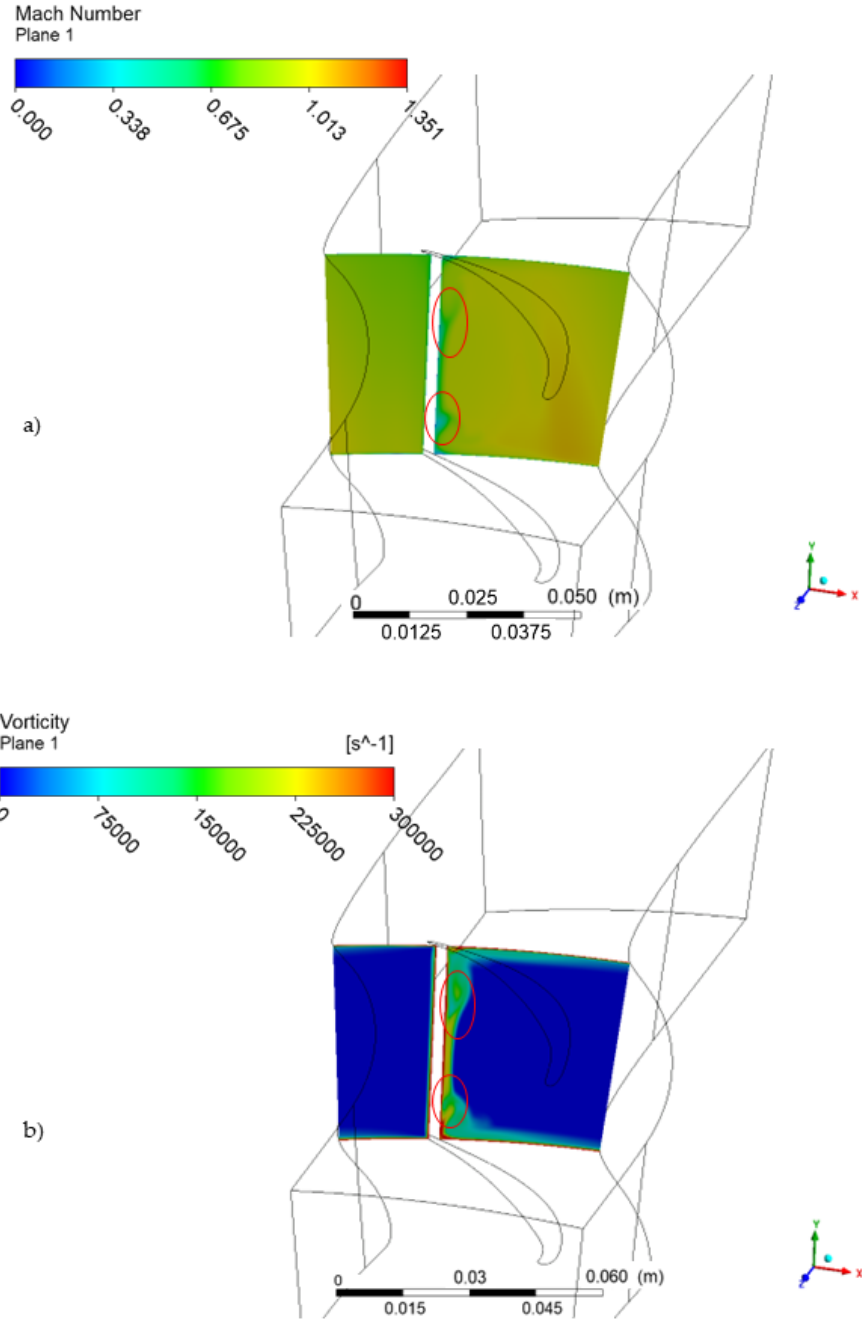 Mach Number
Plane 1
0.000
0.338
0.675
1.013
1.351
a)
0
0.025
0.050 (m)
0.0125
0.0375
Y
X
Z
Vorticity
Plane 1
[s^-1]
0
75000
150000
225000
300000
b)
0
0.03
0.060 (m)
0.015
0.045
Y
X
Z